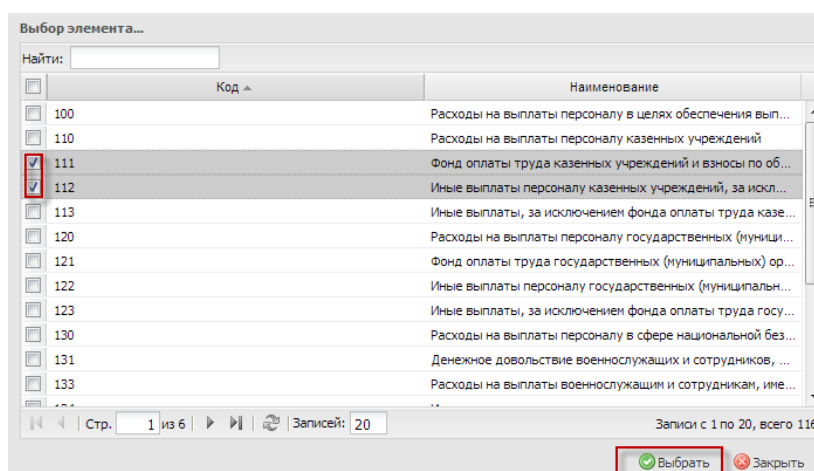 Выбор элемента...
Найти:
Код Наименование
100 Расходы на выплаты персоналу в целях обеспечения вып...
110 Расходы на выплаты персоналу казенных учреждений
111 Фонд оплаты труда казенных учреждений и взносы по об...
112 Иные выплаты персоналу казенных учреждений, за искл...
113 Иные выплаты, за исключением фонда оплаты труда казе...
120 Расходы на выплаты персоналу государственных (муници...
121 Фонд оплаты труда государственных (муниципальных) ор...
122 Иные выплаты персоналу государственных (муниципальн...
123 Иные выплаты, за исключением фонда оплаты труда госу...
130 Расходы на выплаты персоналу в сфере национальной без...
131 Денежное довольствие военнослужащих и сотрудников, ...
133 Расходы на выплаты военнослужащим и сотрудникам, име...
Стр. 1 из 6 Записей: 20 Записи с 1 по 20, всего 116
Выбрать Закрыть